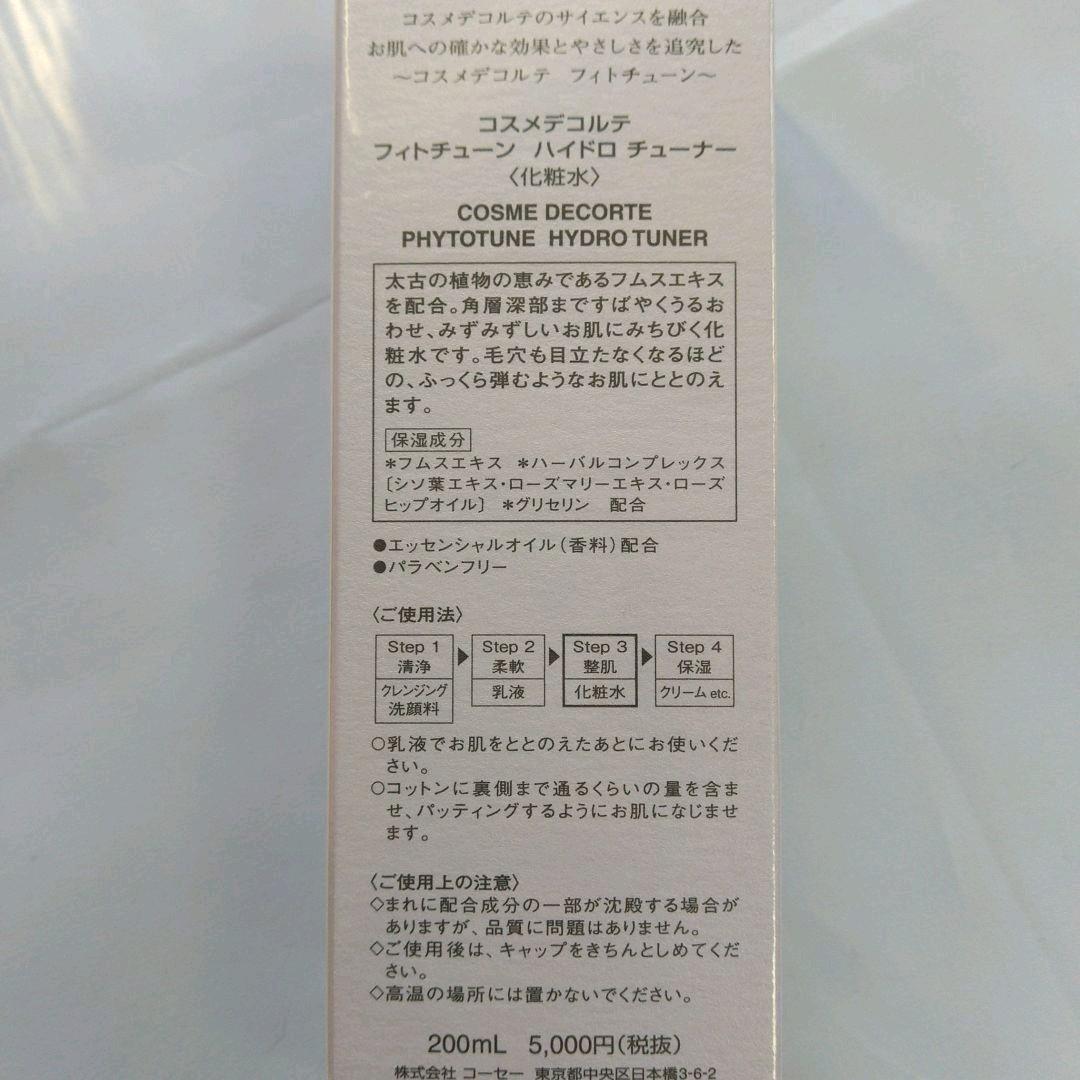 コスメデコルテのサイエンスを融合
お肌への確かな効果とやさしさを追究した
〜コスメデコルテ フィトチューン〜
コスメデコルテ
フィトチューン ハイドロ チューナー
〈化粧水〉
COSME DECORTE
PHYTOTUNE HYDRO TUNER
太古の植物の恵みであるフムスエキス
を配合。角層深部まですばやくうるお
わせ、みずみずしいお肌にみちびく化
粧水です。毛穴も目立たなくなるほど
の、ふっくら弾むようなお肌にととのえ
ます。
保湿成分
＊フムスエキス ＊ハーバルコンプレックス
〔シソ葉エキス・ローズマリーエキス・ローズ
ヒップオイル〕 ＊グリセリン 配合
●エッセンシャルオイル（香料）配合
●パラベンフリー
〈ご使用法〉
Step 1 ▶ Step 2 ▶ Step 3 ▶ Step 4
清浄 柔軟 整肌 保湿
クレンジング 乳液 化粧水 クリーム etc.
洗顔料
○乳液でお肌をととのえたあとにお使いくだ
さい。
○コットンに裏側まで通るくらいの量を含ま
せ、パッティングするようにお肌になじませ
ます。
〈ご使用上の注意〉
◇まれに配合成分の一部が沈殿する場合が
ありますが、品質に問題はありません。
◇ご使用後は、キャップをきちんとしめてくだ
さい。
◇高温の場所には置かないでください。
200mL 5,000円（税抜）
株式会社 コーセー 東京都中央区日本橋3-6-2